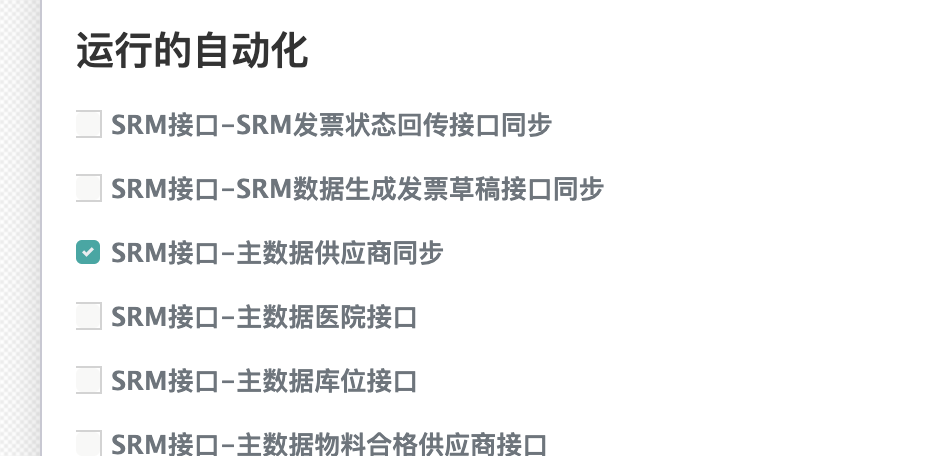 运行的自动化
SRM接口-SRM发票状态回传接口同步
SRM接口-SRM数据生成发票草稿接口同步
SRM接口-主数据供应商同步
SRM接口-主数据医院接口
SRM接口-主数据库位接口
SRM接口-主数据物料合格供应商接口